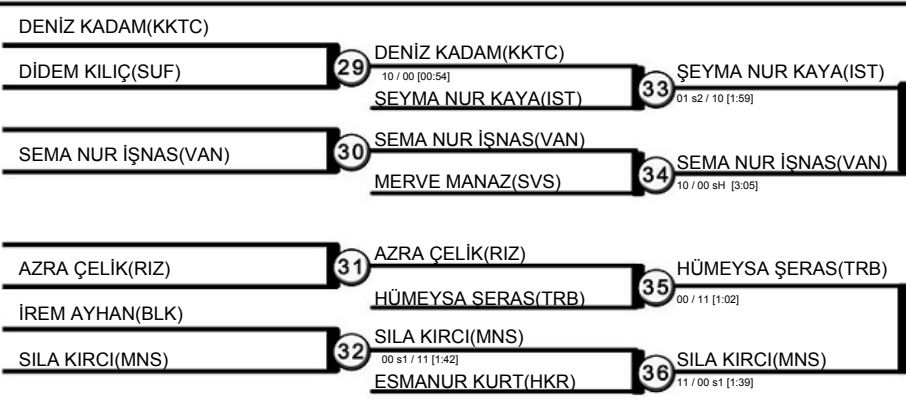 DENİZ KADAM(KKTC)
DİDEM KILIÇ(SUF)
29
DENİZ KADAM(KKTC)
10 / 00 [00:54]
ŞEYMA NUR KAYA(IST)
33
ŞEYMA NUR KAYA(IST)
01 s2 / 10 [1:59]
SEMA NUR İŞNAS(VAN)
30
SEMA NUR İŞNAS(VAN)
MERVE MANAZ(SVS)
34
SEMA NUR İŞNAS(VAN)
10 / 00 sH [3:05]
AZRA ÇELİK(RIZ)
31
AZRA ÇELİK(RIZ)
HÜMEYSA ŞERAS(TRB)
35
HÜMEYSA ŞERAS(TRB)
00 / 11 [1:02]
İREM AYHAN(BLK)
SILA KIRCI(MNS)
32
SILA KIRCI(MNS)
00 s1 / 11 [1:42]
ESMANUR KURT(HKR)
36
SILA KIRCI(MNS)
11 / 00 s1 [1:39]